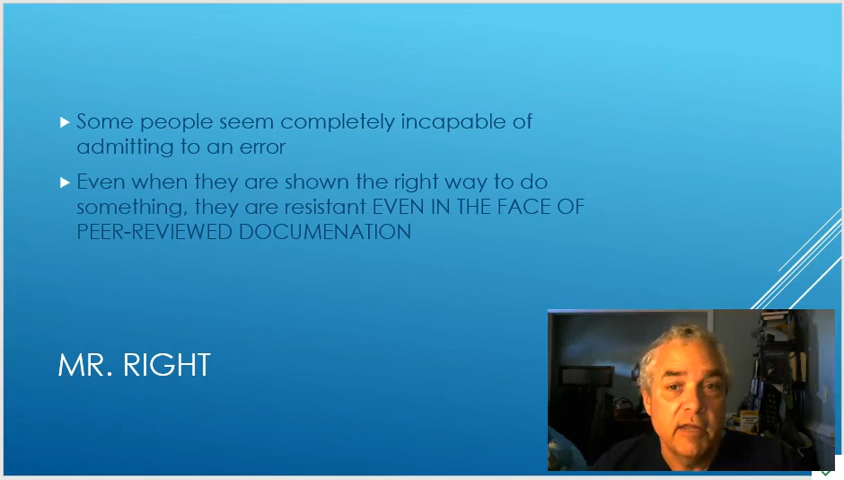 Some people seem completely incapable of
admitting to an error
Even when they are shown the right way to do
something, they are resistant EVEN IN THE FACE OF
PEER-REVIEWED DOCUMENATION
MR. RIGHT